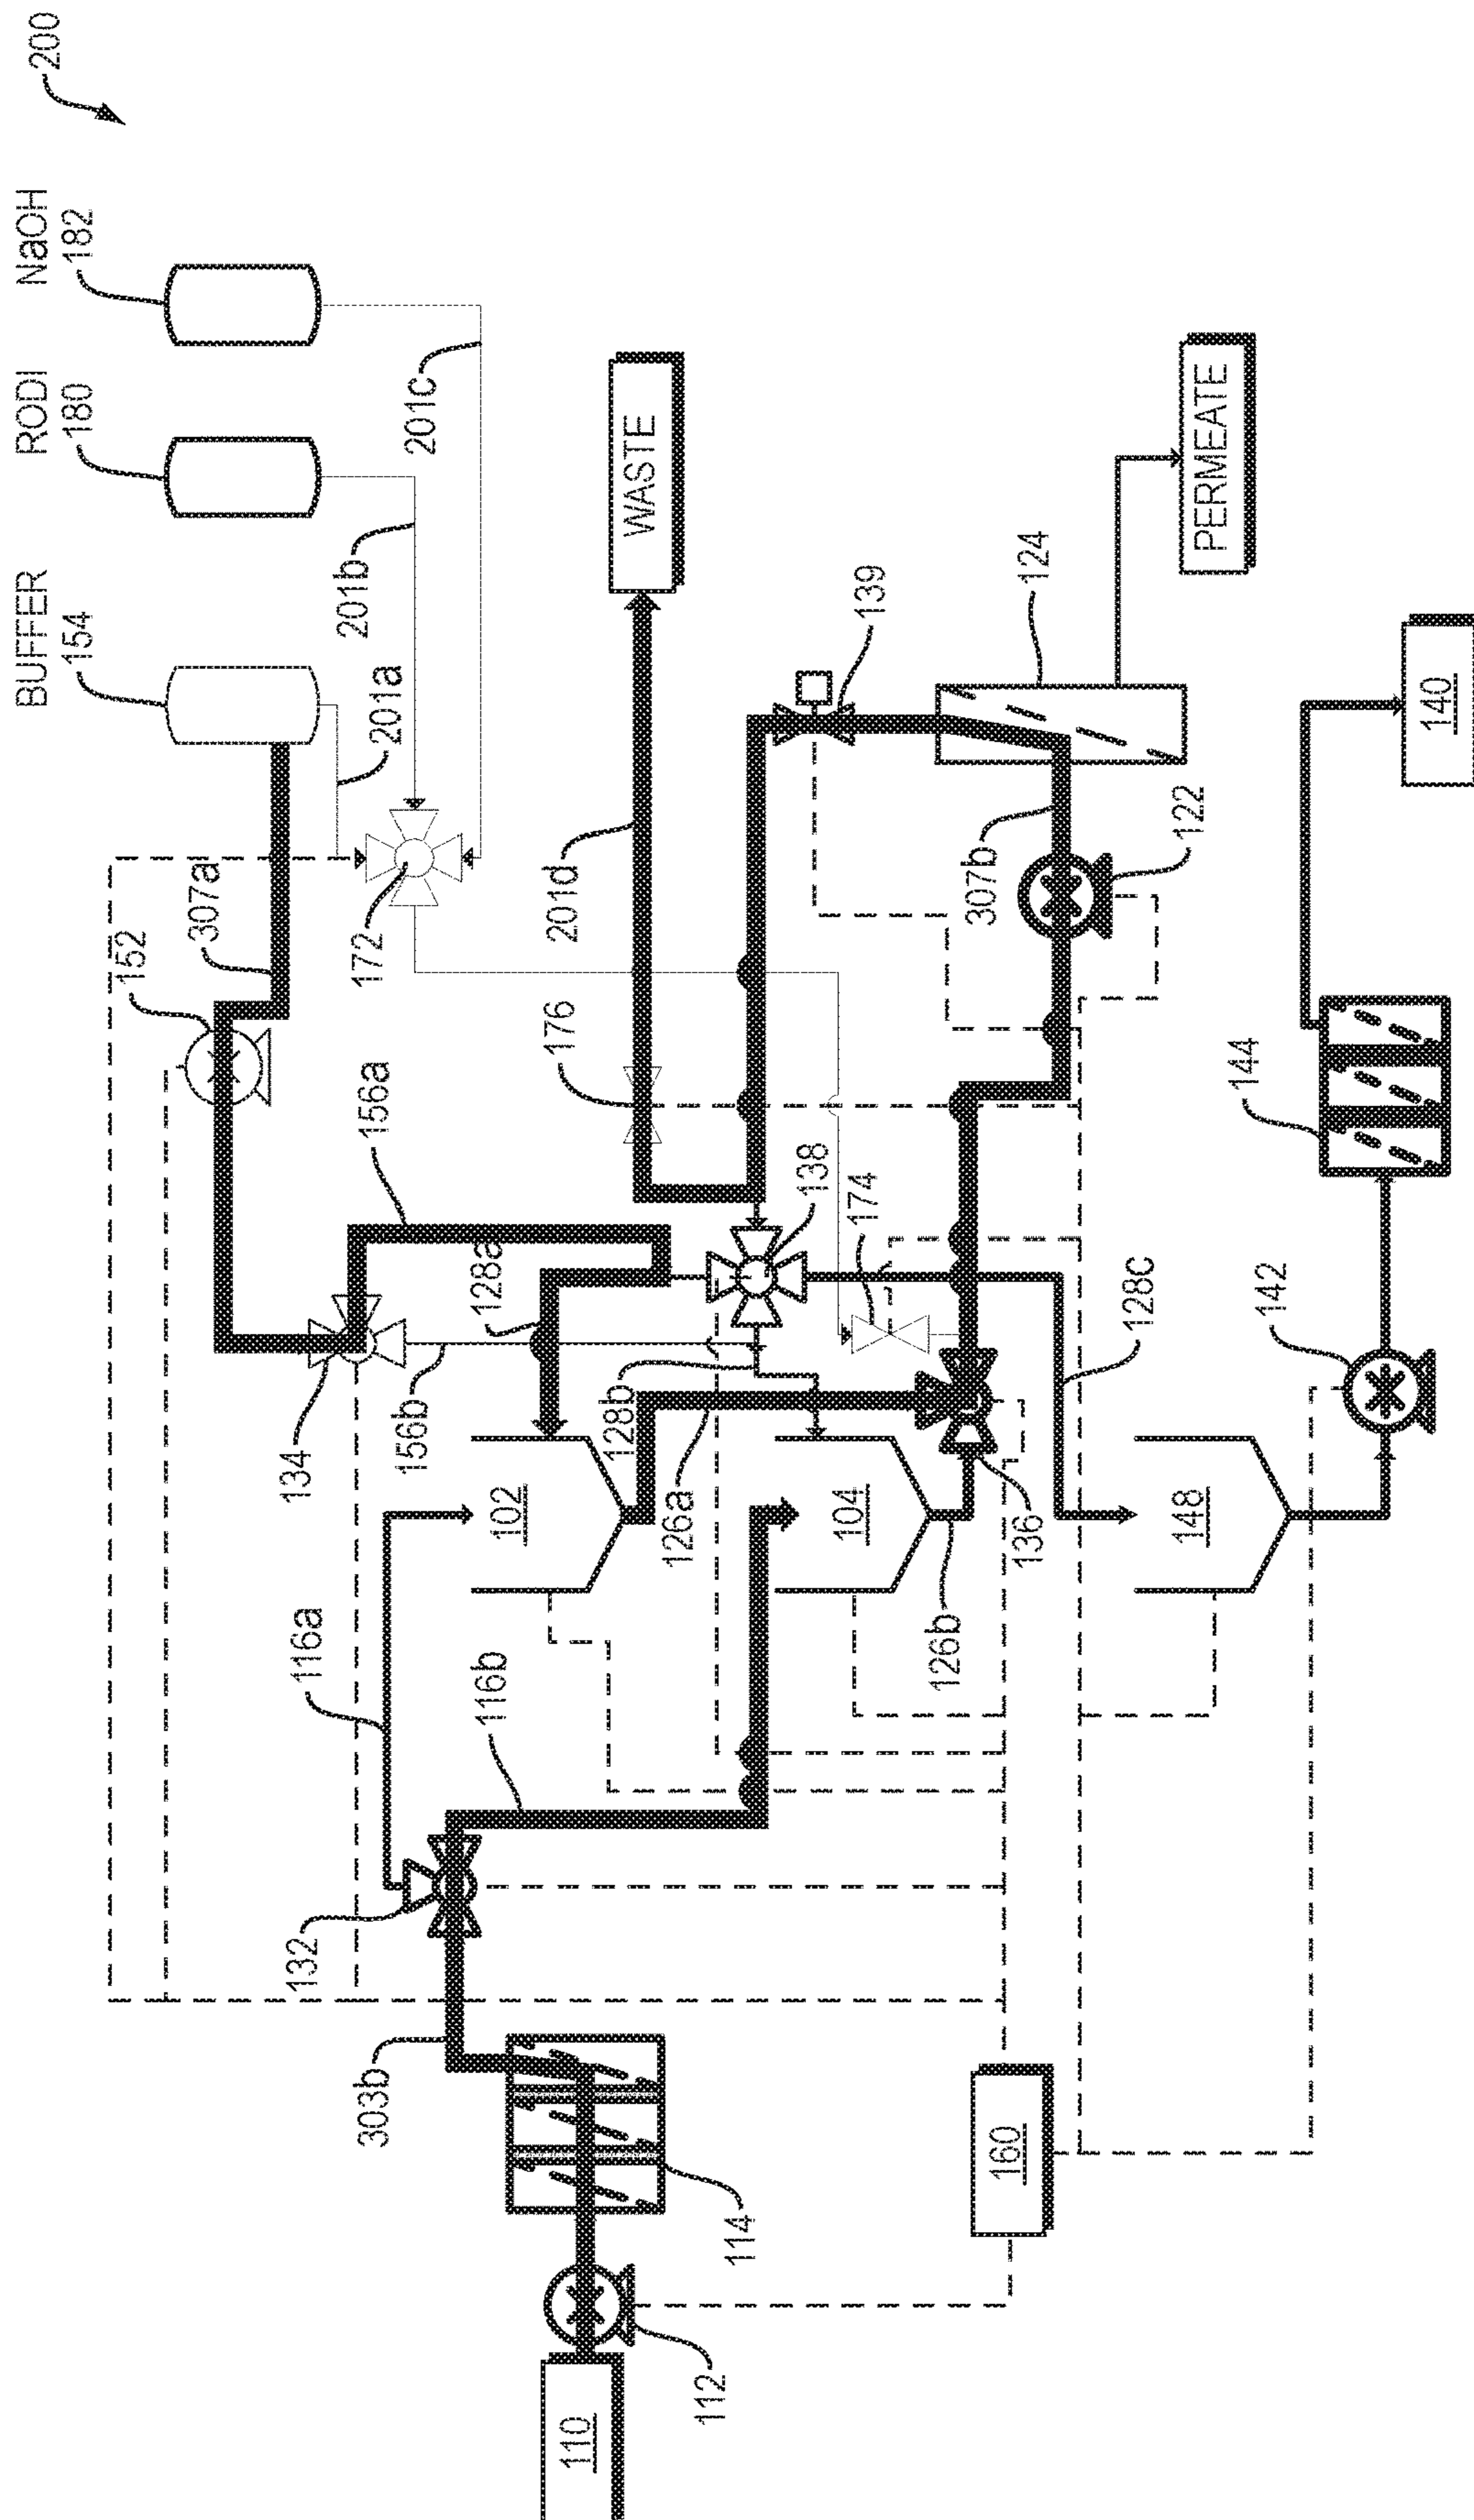 200
BUFFER
154
RODI
180
NaOH
182
307a
152
201a
201b
201c
172
156a
134
156b
128a
176
201d
WASTE
138
174
139
128b
307b
122
124
PERMEATE
116a
102
126a
104
136
126b
116b
132
303b
114
112
110
160
148
128c
142
144
140